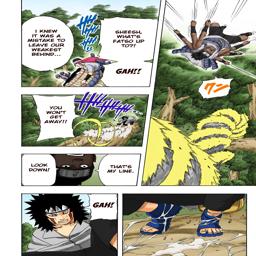 I KNEW
IT WAS A
MISTAKE TO
LEAVE OUR
WEAKEST
BEHIND...
SHEESH,
WHAT'S
FATSO UP
TO?!
GAH!!
YOU
WON'T
GET
AWAY!!
LOOK
DOWN!
THAT'S
MY LINE.
GAH!